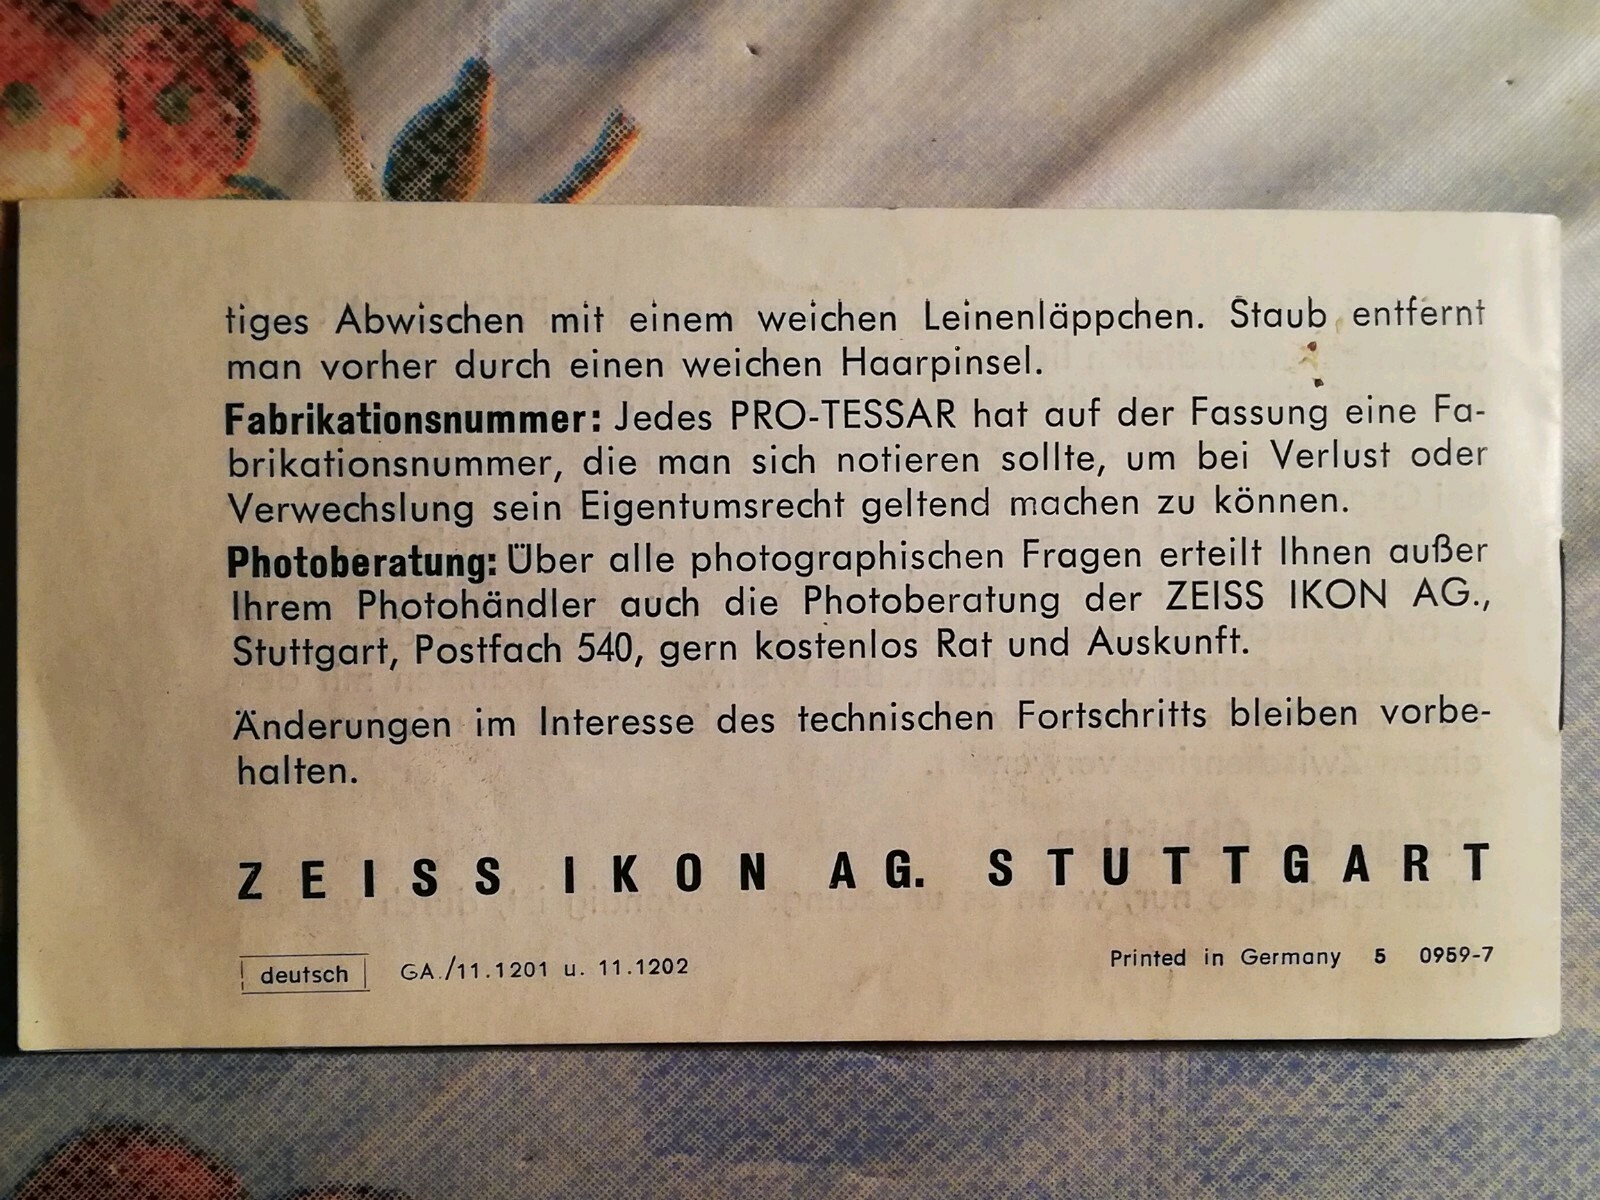 tiges Abwischen mit einem weichen Leinenläppchen. Staub entfernt
man vorher durch einen weichen Haarpinsel.
Fabrikationsnummer: Jedes PRO-TESSAR hat auf der Fassung eine Fa-
brikationsnummer, die man sich notieren sollte, um bei Verlust oder
Verwechslung sein Eigentumsrecht geltend machen zu können.
Photoberatung: Über alle photographischen Fragen erteilt Ihnen außer
Ihrem Photohändler auch die Photoberatung der ZEISS IKON AG.,
Stuttgart, Postfach 540, gern kostenlos Rat und Auskunft.
Änderungen im Interesse des technischen Fortschritts bleiben vorbe-
halten.
ZEISS IKON AG. STUTTGART
deutsch GA./11.1201 u. 11.1202 Printed in Germany 5 0959-7